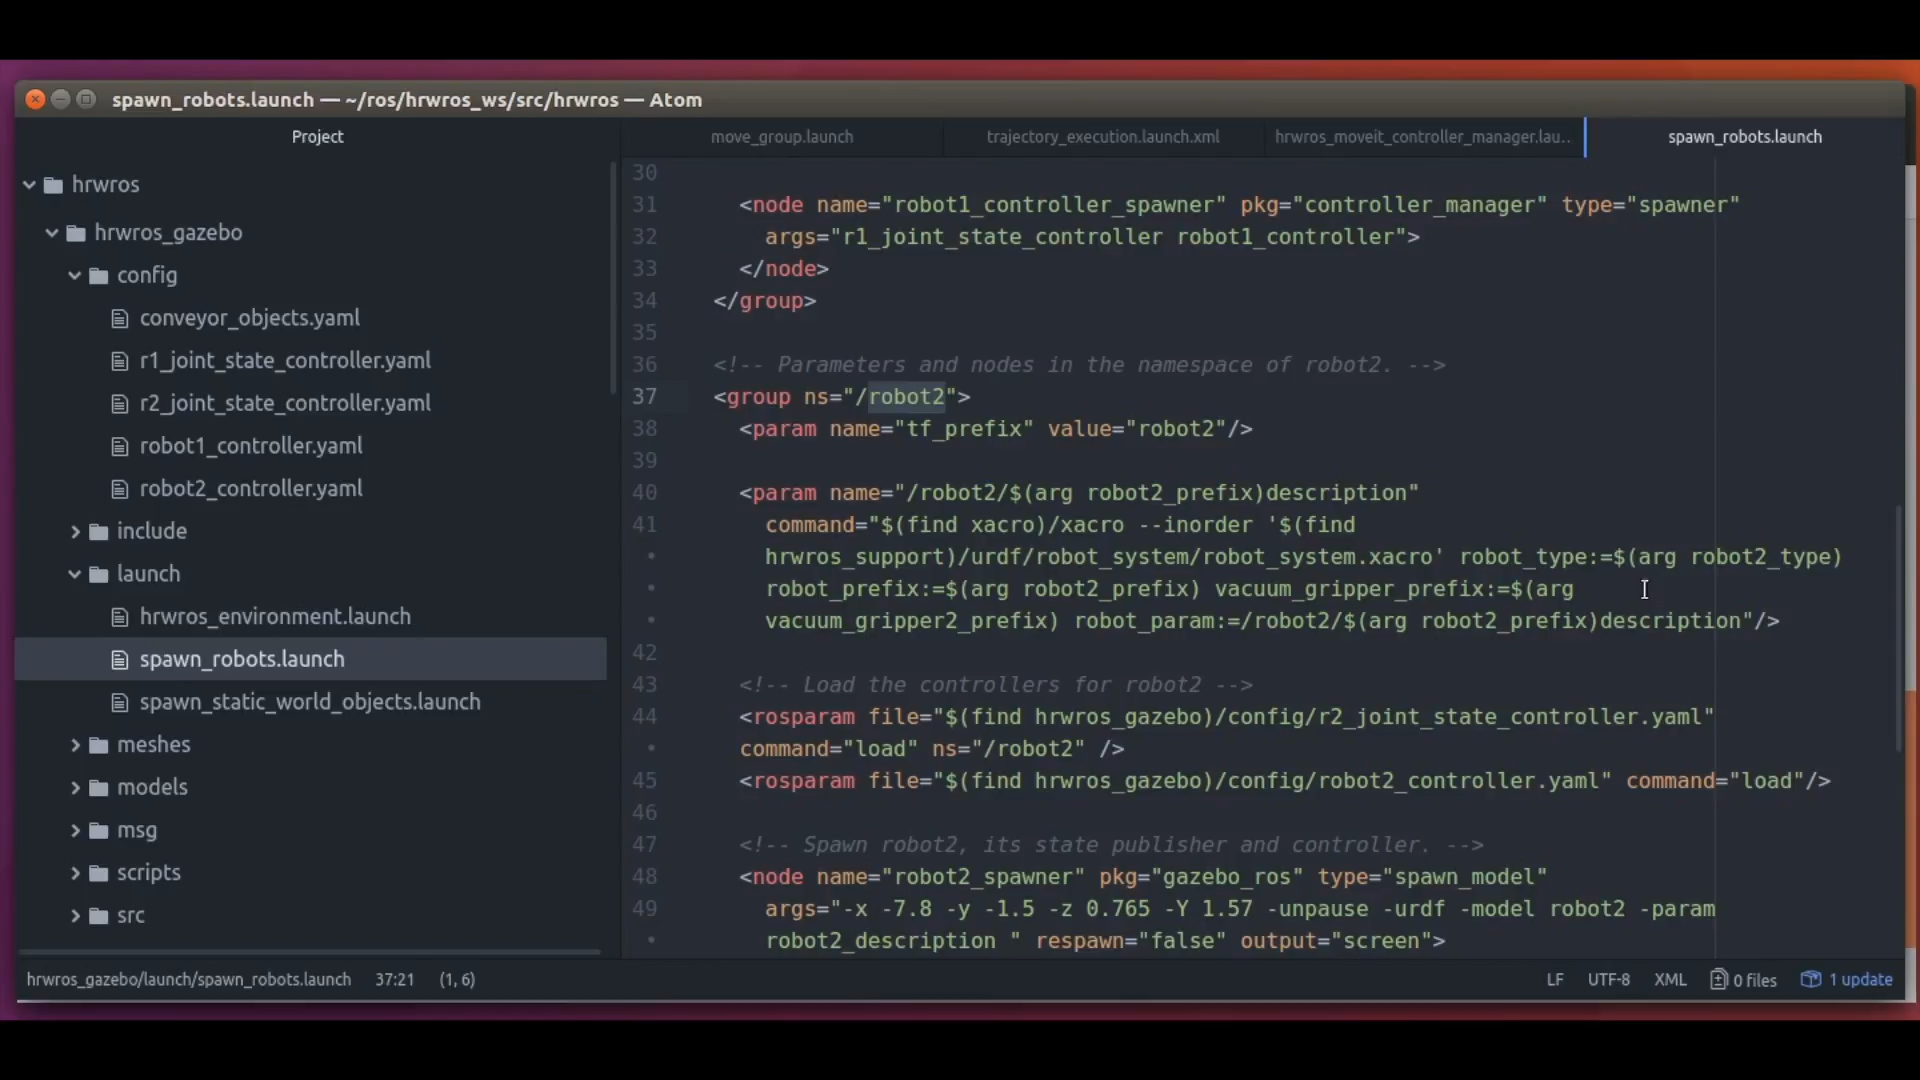 spawn_robots.launch — ~/ros/hrwros_ws/src/hrwros — Atom
Project
hrwros
hrwros_gazebo
config
conveyor_objects.yaml
r1_joint_state_controller.yaml
r2_joint_state_controller.yaml
robot1_controller.yaml
robot2_controller.yaml
include
launch
hrwros_environment.launch
spawn_robots.launch
spawn_static_world_objects.launch
meshes
models
msg
scripts
src
move_group.launch
trajectory_execution.launch.xml
hrwros_moveit_controller_manager.lau...
spawn_robots.launch
30
31 <node name="robot1_controller_spawner" pkg="controller_manager" type="spawner"
32 args="r1_joint_state_controller robot1_controller">
33 </node>
34 </group>
35
36 <!-- Parameters and nodes in the namespace of robot2. -->
37 <group ns="/robot2">
38 <param name="tf_prefix" value="robot2"/>
39
40 <param name="/robot2/$(arg robot2_prefix)description"
41 command="$(find xacro)/xacro --inorder '$(find
• hrwros_support)/urdf/robot_system/robot_system.xacro' robot_type:=$(arg robot2_type)
• robot_prefix:=$(arg robot2_prefix) vacuum_gripper_prefix:=$(arg
• vacuum_gripper2_prefix) robot_param:=/robot2/$(arg robot2_prefix)description"/>
42
43 <!-- Load the controllers for robot2 -->
44 <rosparam file="$(find hrwros_gazebo)/config/r2_joint_state_controller.yaml"
• command="load" ns="/robot2" />
45 <rosparam file="$(find hrwros_gazebo)/config/robot2_controller.yaml" command="load"/>
46
47 <!-- Spawn robot2, its state publisher and controller. -->
48 <node name="robot2_spawner" pkg="gazebo_ros" type="spawn_model"
49 args="-x -7.8 -y -1.5 -z 0.765 -Y 1.57 -unpause -urdf -model robot2 -param
• robot2_description " respawn="false" output="screen">
hrwros_gazebo/launch/spawn_robots.launch 37:21 (1, 6)
LF UTF-8 XML 0 files 1 update